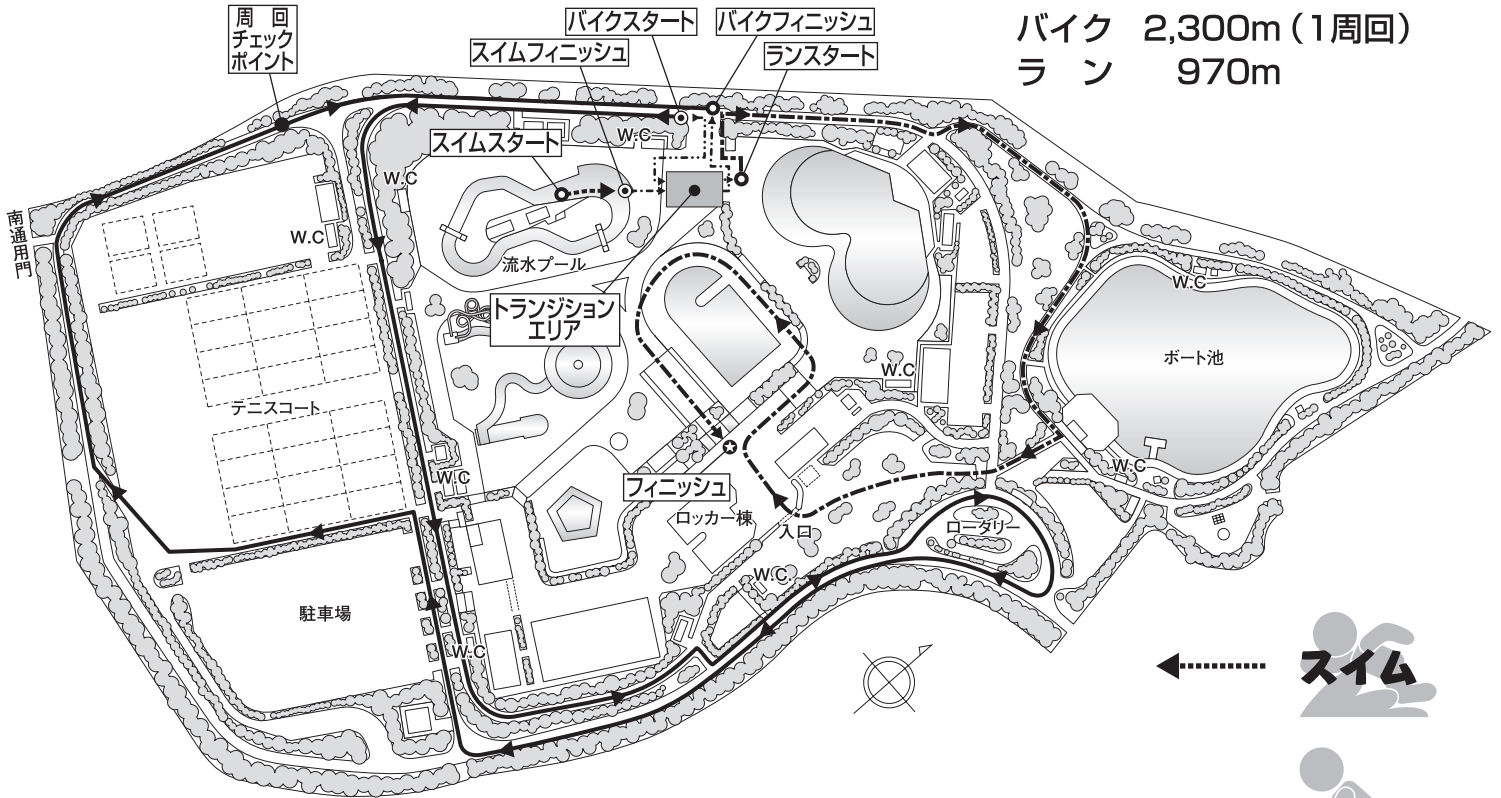 周　回
チェック
ポイント
バイクスタート
バイクフィニッシュ
スイムフィニッシュ
ランスタート
バイク　2,300m（1周回）
ラ　ン　970m
スイムスタート
W.C
W.C
W.C
南通用門
流水プール
トランジション
エリア
W.C
ボート池
W.C
テニスコート
W.C
W.C
フィニッシュ
ロッカー棟
入口
ロータリー
W.C.
駐車場
W.C
スイム